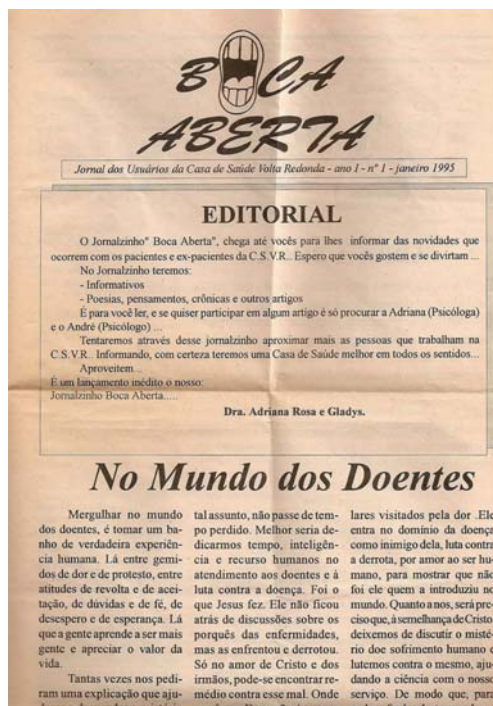 BOCA
ABERTA
Jornal dos Usuários da Casa de Saúde Volta Redonda - ano I - nº 1 - janeiro 1995
EDITORIAL
O Jornalzinho" Boca Aberta", chega até vocês para lhes informar das novidades que
ocorrem com os pacientes e ex-pacientes da C.S.V.R.. Espero que vocês gostem e se divirtam ...
No Jornalzinho teremos:
- Informativos
- Poesias, pensamentos, crônicas e outros artigos
É para você ler, e se quiser participar em algum artigo é só procurar a Adriana (Psicóloga)
e o André (Psicólogo) ...
Tentaremos através desse jornalzinho aproximar mais as pessoas que trabalham na
C.S.V.R.. Informando, com certeza teremos uma Casa de Saúde melhor em todos os sentidos...
Aproveitem...
É um lançamento inédito o nosso:
Jornalzinho Boca Aberta.....
Dra. Adriana Rosa e Gladys.
No Mundo dos Doentes
Mergulhar no mundo
dos doentes, é tomar um ba-
nho de verdadeira experiên-
cia humana. Lá entre gemi-
dos de dor e de protesto, entre
atitudes de revolta e de acei-
tação, de dúvidas e de fé, de
desespero e de esperança. Lá
que a gente aprende a ser mais
gente e apreciar o valor da
vida.
Tantas vezes nos pedi-
ram uma explicação que aju-
tal assunto, não passe de tem-
po perdido. Melhor seria de-
dicarmos tempo, inteligên-
cia e recurso humanos no
atendimento aos doentes e à
luta contra a doença. Foi o
que Jesus fez. Ele não ficou
atrás de discussões sobre os
porquês das enfermidades,
mas as enfrentou e derrotou.
Só no amor de Cristo e dos
irmãos, pode-se encontrar re-
médio contra esse mal. Onde
lares visitados pela dor .Ele
entra no domínio da doença
como inimigo dela, luta contra
a derrota, por amor ao ser hu-
mano, para mostrar que não
foi ele quem a introduziu no
mundo. Quanto a nos, será pre-
ciso que, à semelhança de Cristo,
deixemos de discutir o misté-
rio doe sofrimento humano e
lutemos contra o mesmo, aju-
dando a ciência com o nosso
serviço. De modo que, para